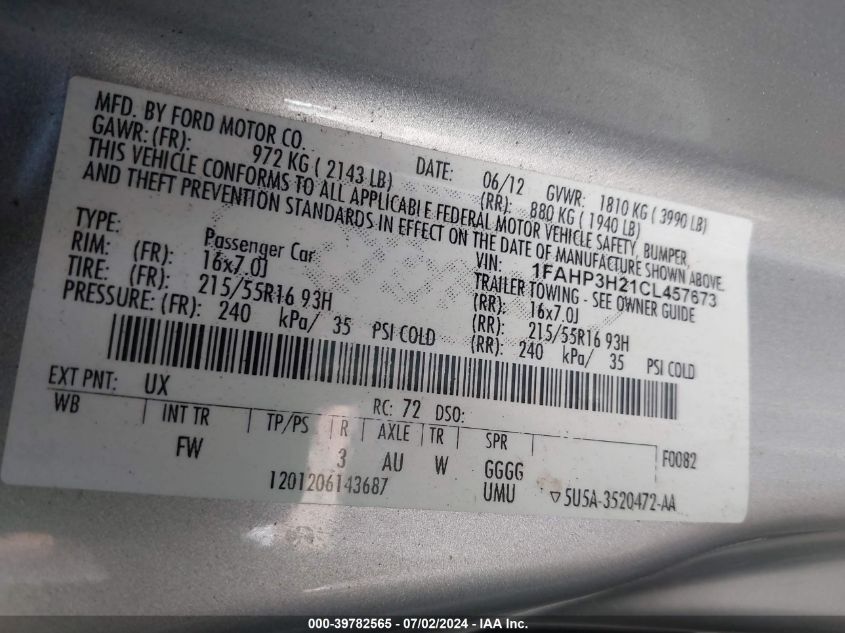 MFD. BY FORD MOTOR CO. DATE: 06/12 GVWR: 1810 KG ( 3990 LB)
GAWR: (FR): 972 KG ( 2143 LB) (RR): 880 KG ( 1940 LB)
THIS VEHICLE CONFORMS TO ALL APPLICABLE FEDERAL MOTOR VEHICLE SAFETY, BUMPER,
AND THEFT PREVENTION STANDARDS IN EFFECT ON THE DATE OF MANUFACTURE SHOWN ABOVE.
VIN: 1FAHP3H21CL457673
TYPE: Passenger Car TRAILER TOWING - SEE OWNER GUIDE
RIM: (FR): 16x7.0J (RR): 16x7.0J
TIRE: (FR): 215/55R16 93H (RR): 215/55R16 93H
PRESSURE: (FR): 240 kPa/ 35 PSI COLD (RR): 240 kPa/ 35 PSI COLD
EXT PNT: UX RC: 72 DSO:
WB INT TR TP/PS R AXLE TR SPR F0082
FW 3 AU W GGGG
1201206143687 UMU ▽5U5A-3520472-AA
000-39782565 - 07/02/2024 - IAA Inc.